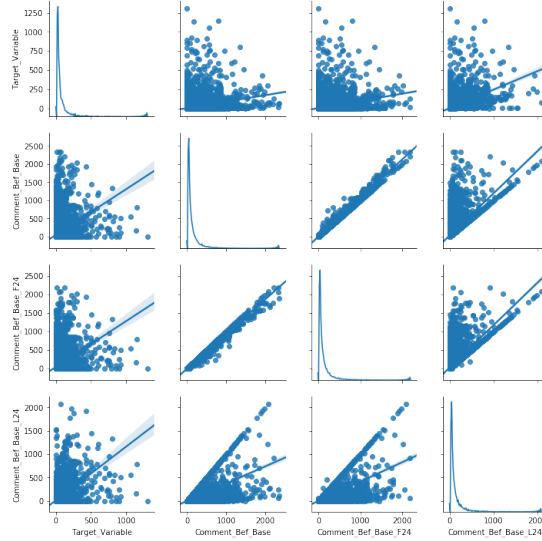 1250
1000
750
500
250
0
Target_Variable
2500
2000
1500
1000
500
0
Comment_Bef_Base
2500
2000
1500
1000
500
0
Comment_Bef_Base_F24
2000
1500
1000
500
0
Comment_Bef_Base_L24
0 500 1000
0 1000 2000
0 1000 2000
0 500 1000 1500 200
Target_Variable
Comment_Bef_Base
Comment_Bef_Base_F24
Comment_Bef_Base_L24